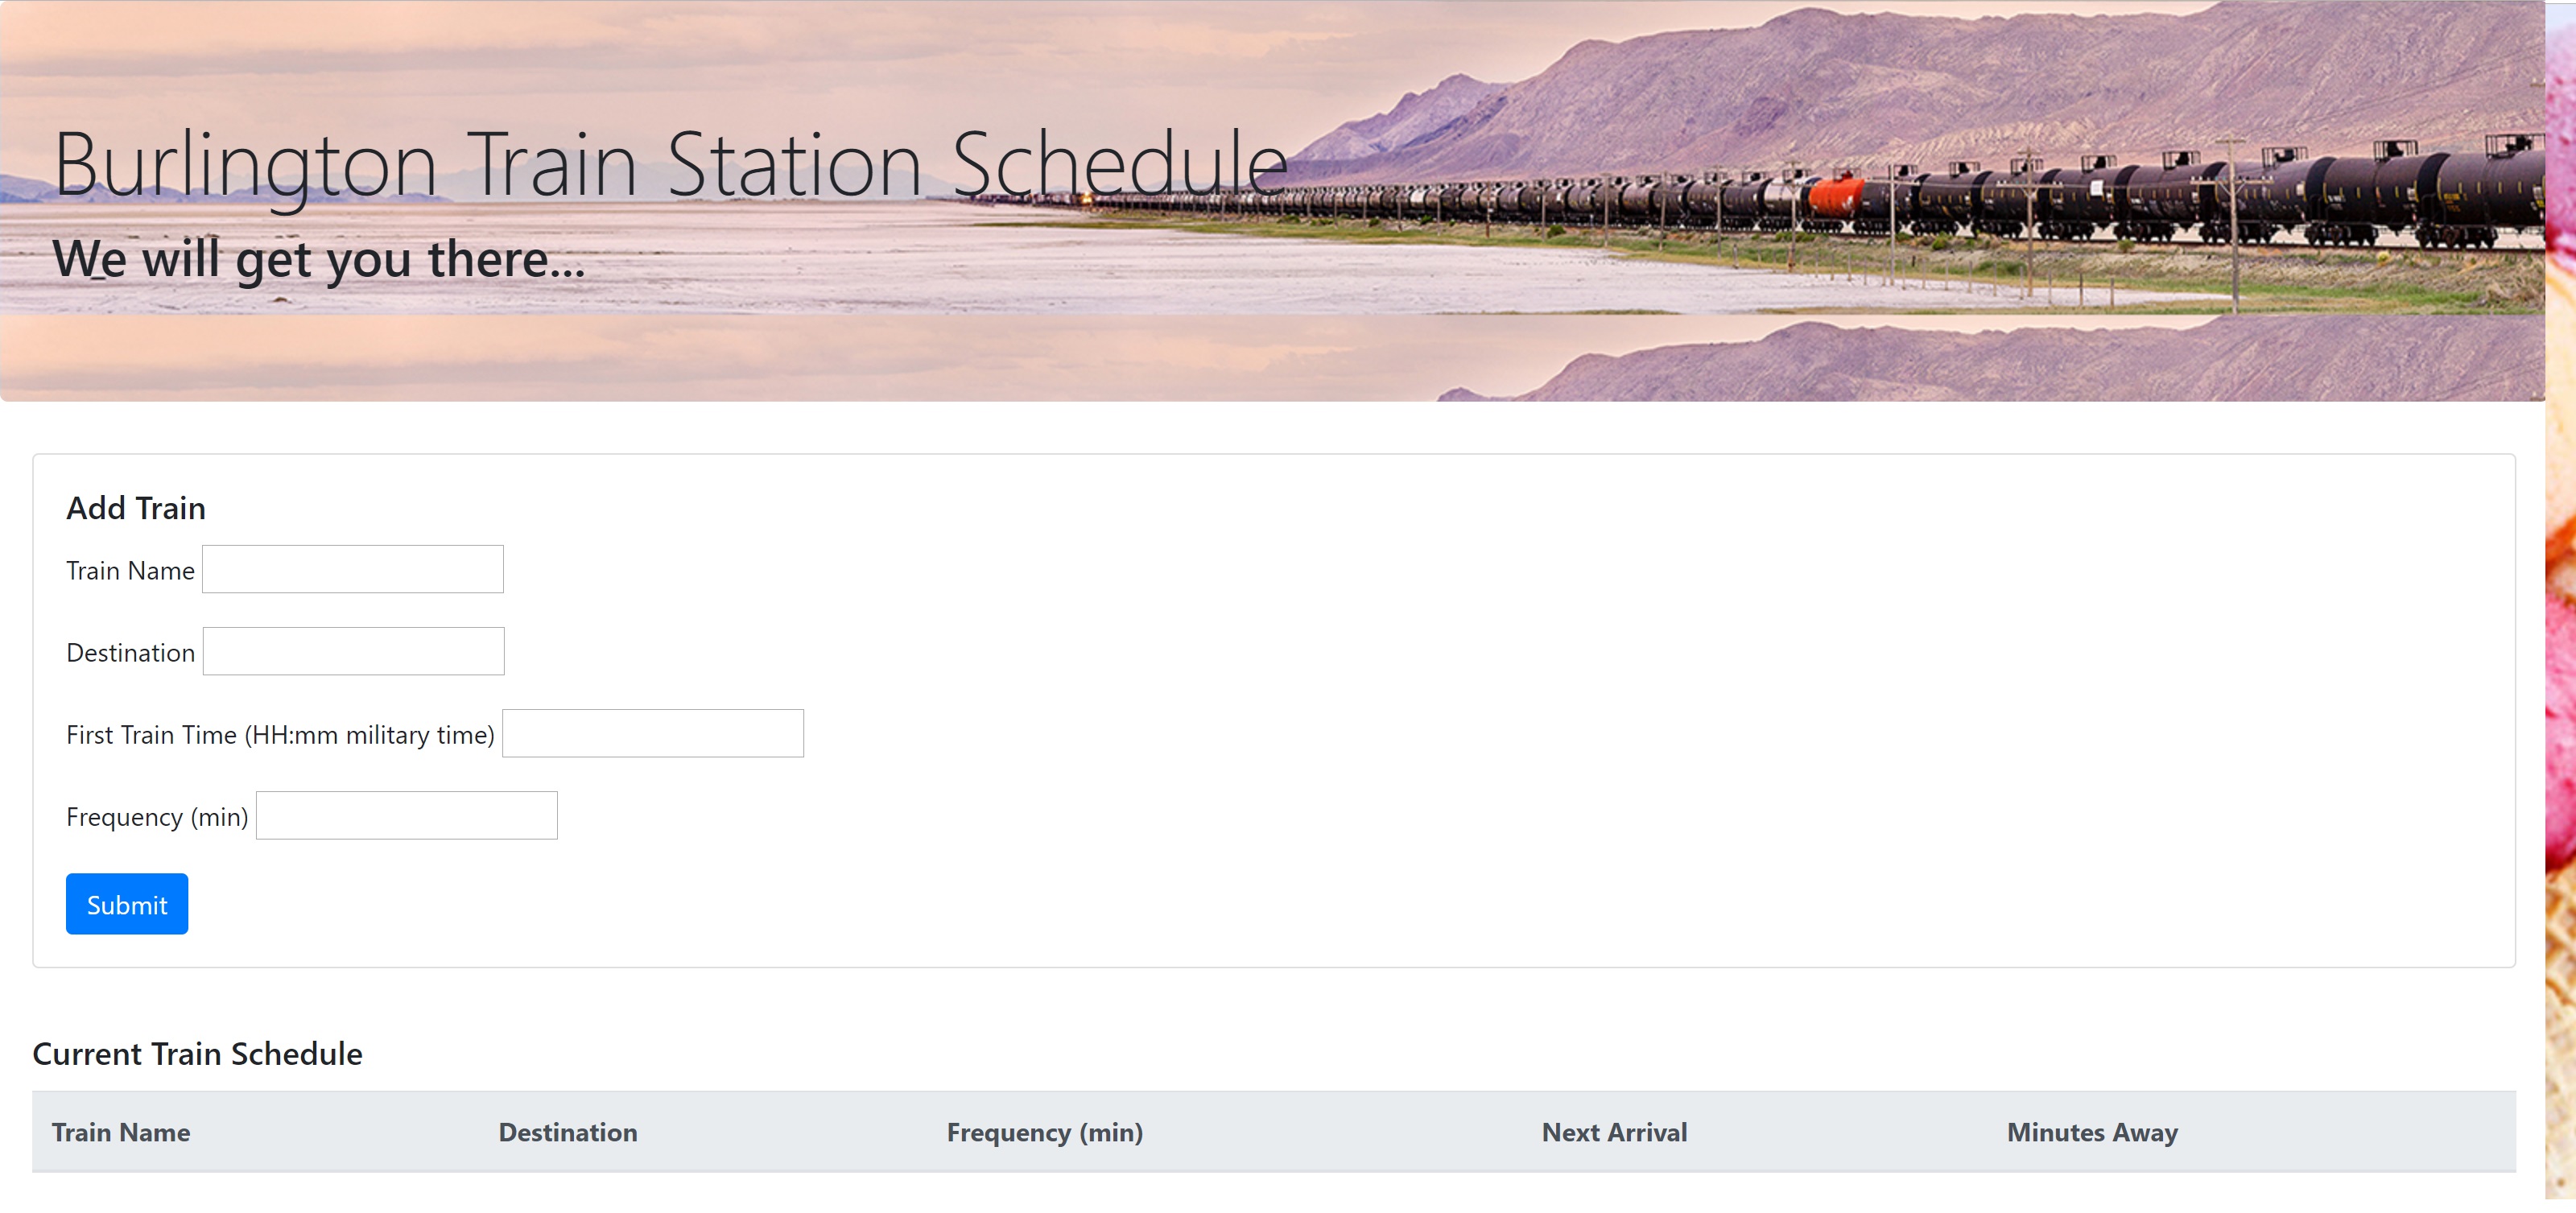 Burlington Train Station Schedule
We will get you there...
Add Train
Train Name
Destination
First Train Time (HH:mm military time)
Frequency (min)
Submit
Current Train Schedule
Train Name Destination Frequency (min) Next Arrival Minutes Away